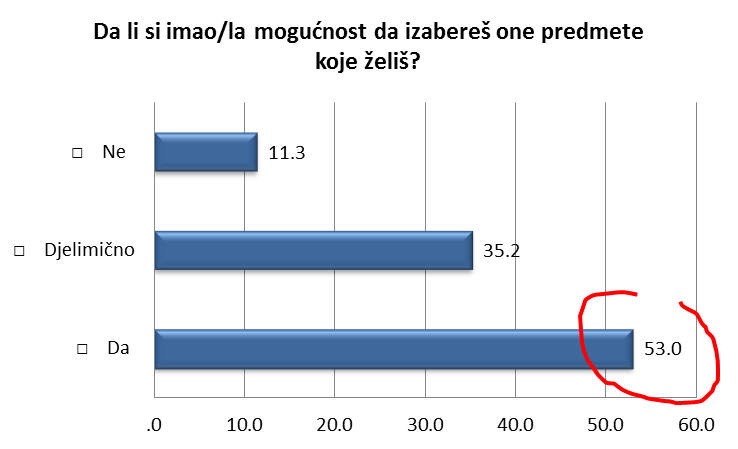 Da li si imao/la mogućnost da izabereš one predmete
koje želiš?
□ Ne 11.3
□ Djelimično 35.2
□ Da 53.0
.0 10.0 20.0 30.0 40.0 50.0 60.0